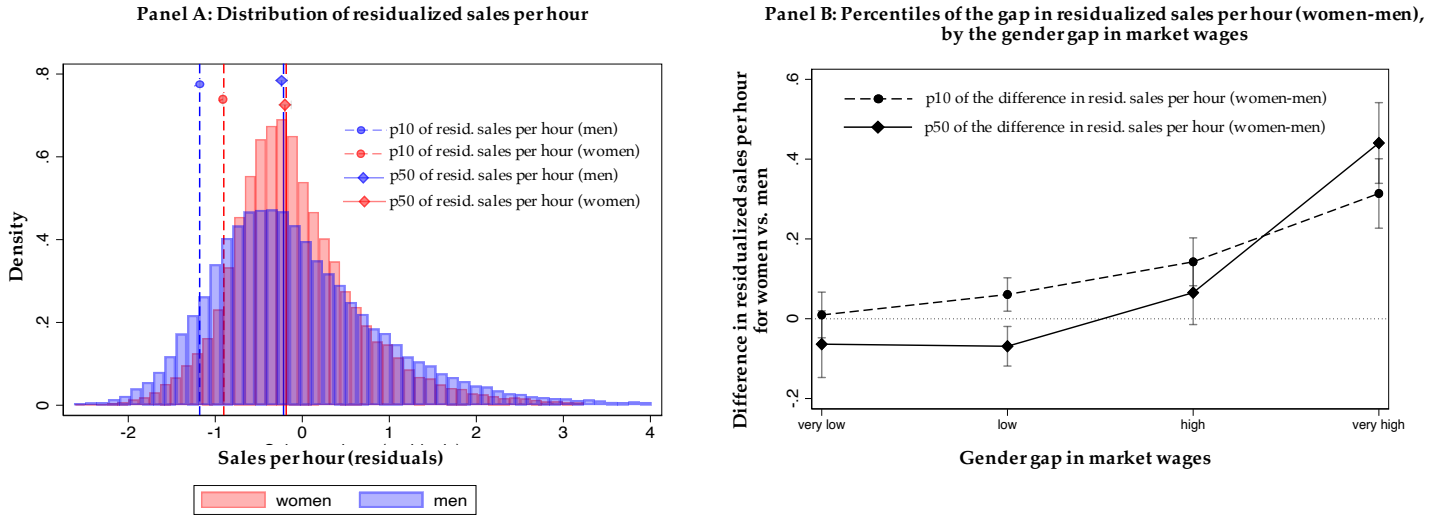 Panel A: Distribution of residualized sales per hour
.8
.6
.4
.2
0
Density
p10 of resid. sales per hour (men)
p10 of resid. sales per hour (women)
p50 of resid. sales per hour (men)
p50 of resid. sales per hour (women)
-2 -1 0 1 2 3 4
Sales per hour (residuals)
women men
Panel B: Percentiles of the gap in residualized sales per hour (women-men),
by the gender gap in market wages
Difference in residualized sales per hour
for women vs. men
.6
.4
.2
0
-.2
p10 of the difference in resid. sales per hour (women-men)
p50 of the difference in resid. sales per hour (women-men)
very low low high very high
Gender gap in market wages